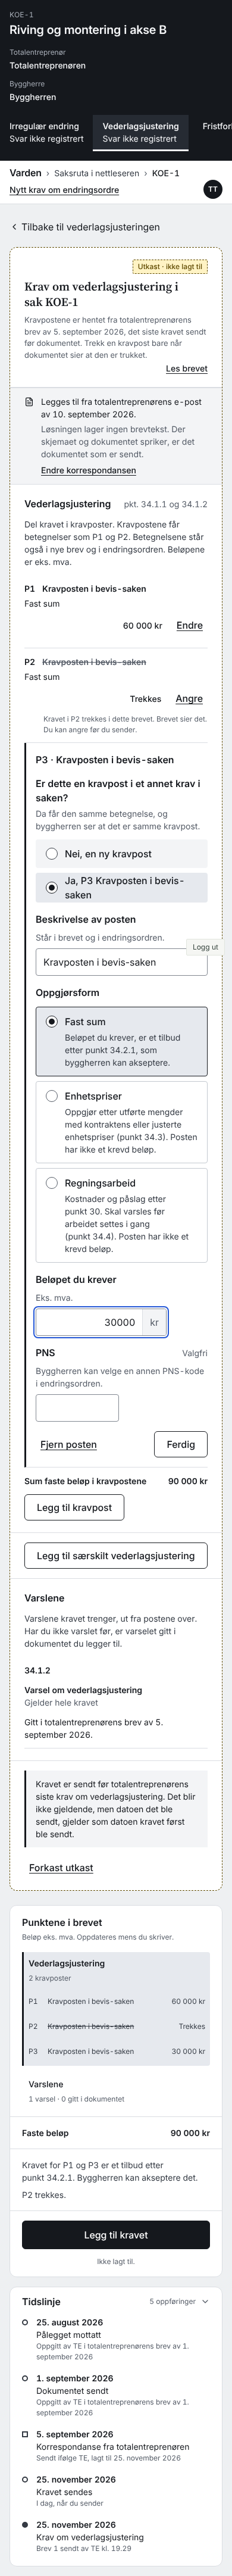 KOE-1
Riving og montering i akse B
Totalentreprenør
Totalentreprenøren
Byggherre
Byggherren
Irregulær endring
Svar ikke registrert
Vederlagsjustering
Svar ikke registrert
Varden › Saksruta i nettleseren › KOE-1
Nytt krav om endringsordre
TT
Tilbake til vederlagsjusteringen
Utkast · ikke lagt til
Krav om vederlagsjustering i
sak KOE-1
Kravpostene er hentet fra totalentreprenørens
brev av 5. september 2026, det siste kravet sendt
før dokumentet. Trekk en kravpost bare når
dokumentet sier at den er trukket.
Les brevet
Legges til fra totalentreprenørens e-post
av 10. september 2026.
Løsningen lager ingen brevtekst. Der
skjemaet og dokumentet spriker, er det
dokumentet som er sendt.
Endre korrespondansen
Vederlagsjustering pkt. 34.1.1 og 34.1.2
Del kravet i kravposter. Kravpostene får
betegnelser som P1 og P2. Betegnelsene står
også i nye brev og i endringsordren. Beløpene
er eks. mva.
P1 Kravposten i bevis-saken
Fast sum
60 000 kr Endre
P2 Kravposten i bevis-saken
Fast sum
Trekkes Angre
Kravet i P2 trekkes i dette brevet. Brevet sier det.
Du kan angre før du sender.
P3 · Kravposten i bevis-saken
Er dette en kravpost i et annet krav i
saken?
Da får den samme betegnelse, og
byggherren ser at det er samme kravpost.
Nei, en ny kravpost
Ja, P3 Kravposten i bevis-
saken
Beskrivelse av posten
Står i brevet og i endringsordren.
Logg ut
Kravposten i bevis-saken
Oppgjørsform
Fast sum
Beløpet du krever, er et tilbud
etter punkt 34.2.1, som
byggherren kan akseptere.
Enhetspriser
Oppgjør etter utførte mengder
med kontraktens eller justerte
enhetspriser (punkt 34.3). Posten
har ikke et krevd beløp.
Regningsarbeid
Kostnader og påslag etter
punkt 30. Skal varsles før
arbeidet settes i gang
(punkt 34.4). Posten har ikke et
krevd beløp.
Beløpet du krever
Eks. mva.
30000 kr
PNS Valgfri
Byggherren kan velge en annen PNS-kode
i endringsordren.
Fjern posten Ferdig
Sum faste beløp i kravpostene 90 000 kr
Legg til kravpost
Legg til særskilt vederlagsjustering
Varslene
Varslene kravet trenger, ut fra postene over.
Har du ikke varslet før, er varselet gitt i
dokumentet du legger til.
34.1.2
Varsel om vederlagsjustering
Gjelder hele kravet
Gitt i totalentreprenørens brev av 5.
september 2026.
Kravet er sendt før totalentreprenørens
siste krav om vederlagsjustering. Det blir
ikke gjeldende, men datoen det ble
sendt, gjelder som datoen kravet først
ble sendt.
Forkast utkast
Punktene i brevet
Beløp eks. mva. Oppdateres mens du skriver.
Vederlagsjustering
2 kravposter
P1 Kravposten i bevis-saken 60 000 kr
P2 Kravposten i bevis-saken Trekkes
P3 Kravposten i bevis-saken 30 000 kr
Varslene
1 varsel · 0 gitt i dokumentet
Faste beløp 90 000 kr
Kravet for P1 og P3 er et tilbud etter
punkt 34.2.1. Byggherren kan akseptere det.
P2 trekkes.
Legg til kravet
Ikke lagt til.
Tidslinje 5 oppføringer
25. august 2026
Pålegget mottatt
Oppgitt av TE i totalentreprenørens brev av 1.
september 2026
1. september 2026
Dokumentet sendt
Oppgitt av TE i totalentreprenørens brev av 1.
september 2026
5. september 2026
Korrespondanse fra totalentreprenøren
Sendt ifølge TE, lagt til 25. november 2026
25. november 2026
Kravet sendes
I dag, når du sender
25. november 2026
Krav om vederlagsjustering
Brev 1 sendt av TE kl. 19.29